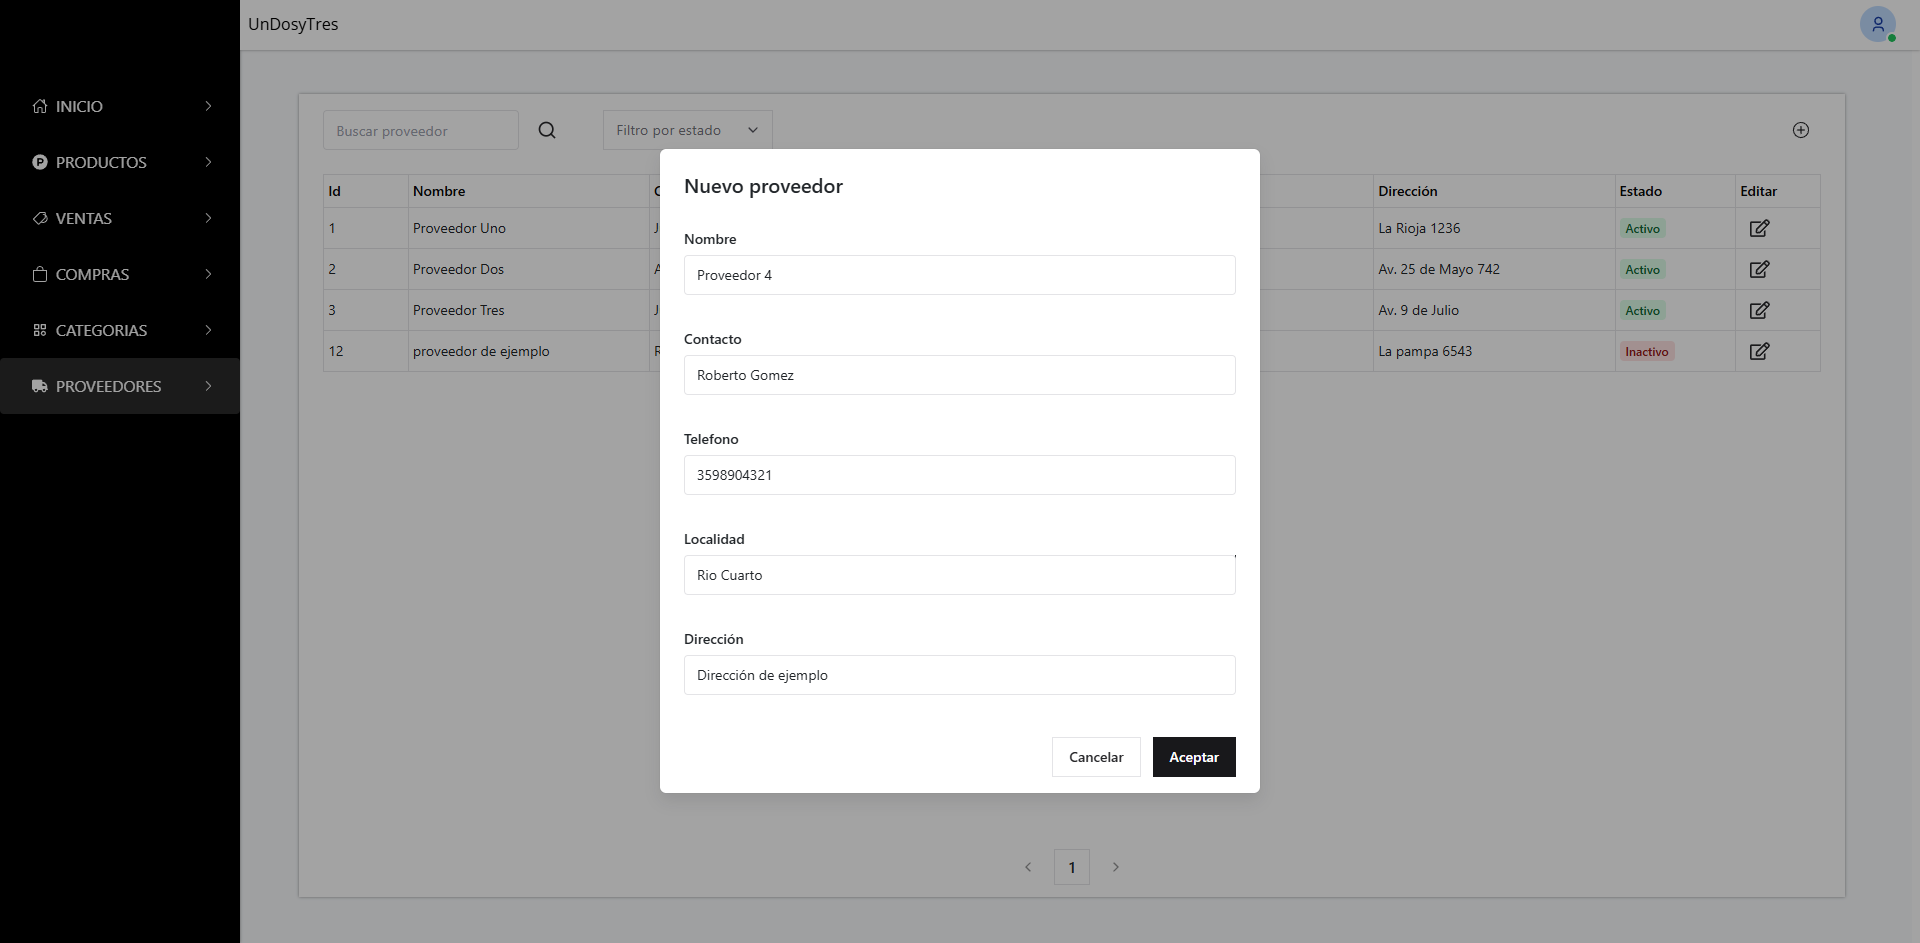 UnDosyTres
INICIO
PRODUCTOS
VENTAS
COMPRAS
CATEGORIAS
PROVEEDORES
Buscar proveedor
Filtro por estado
Id Nombre Dirección Estado Editar
1 Proveedor Uno La Rioja 1236 Activo
2 Proveedor Dos Av. 25 de Mayo 742 Activo
3 Proveedor Tres Av. 9 de Julio Activo
12 proveedor de ejemplo La pampa 6543 Inactivo
Nuevo proveedor
Nombre
Proveedor 4
Contacto
Roberto Gomez
Telefono
3598904321
Localidad
Rio Cuarto
Dirección
Dirección de ejemplo
Cancelar Aceptar
1